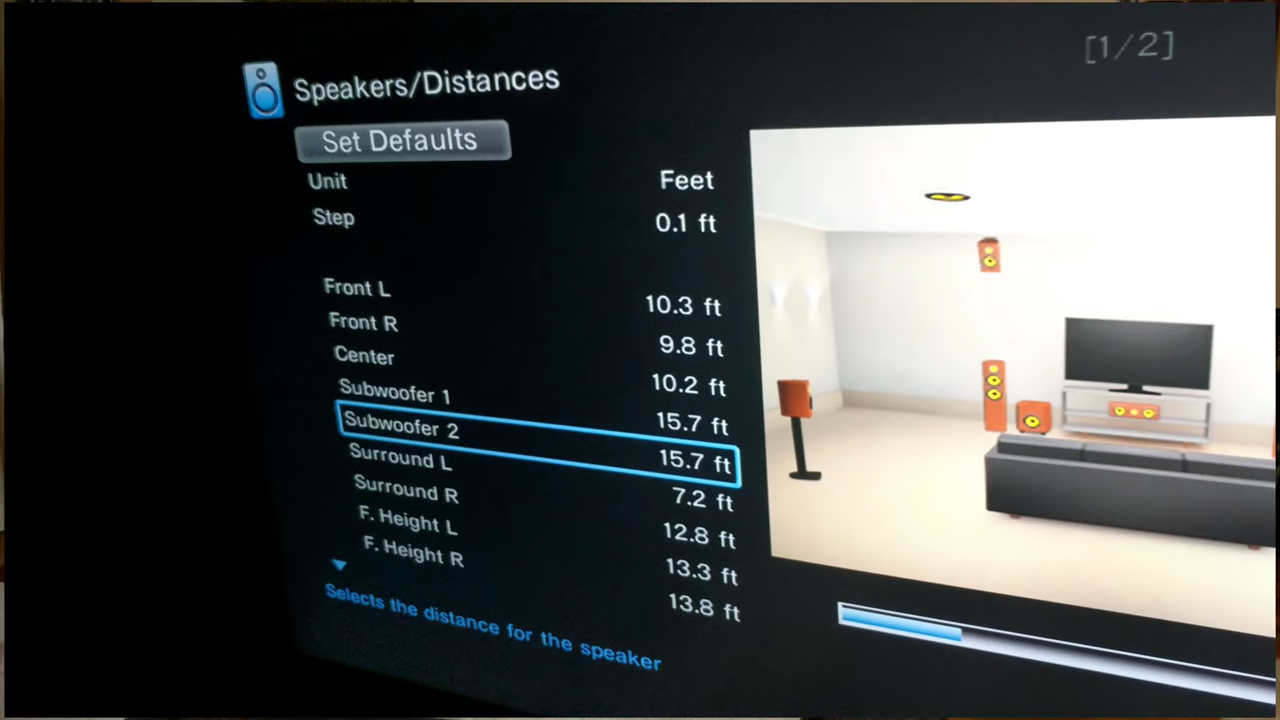 [1/2]
Speakers/Distances
Set Defaults
Unit Feet
Step 0.1 ft
Front L 10.3 ft
Front R 9.8 ft
Center 10.2 ft
Subwoofer 1 15.7 ft
Subwoofer 2 15.7 ft
Surround L 7.2 ft
Surround R 12.8 ft
F. Height L 13.3 ft
F. Height R 13.8 ft
Selects the distance for the speaker